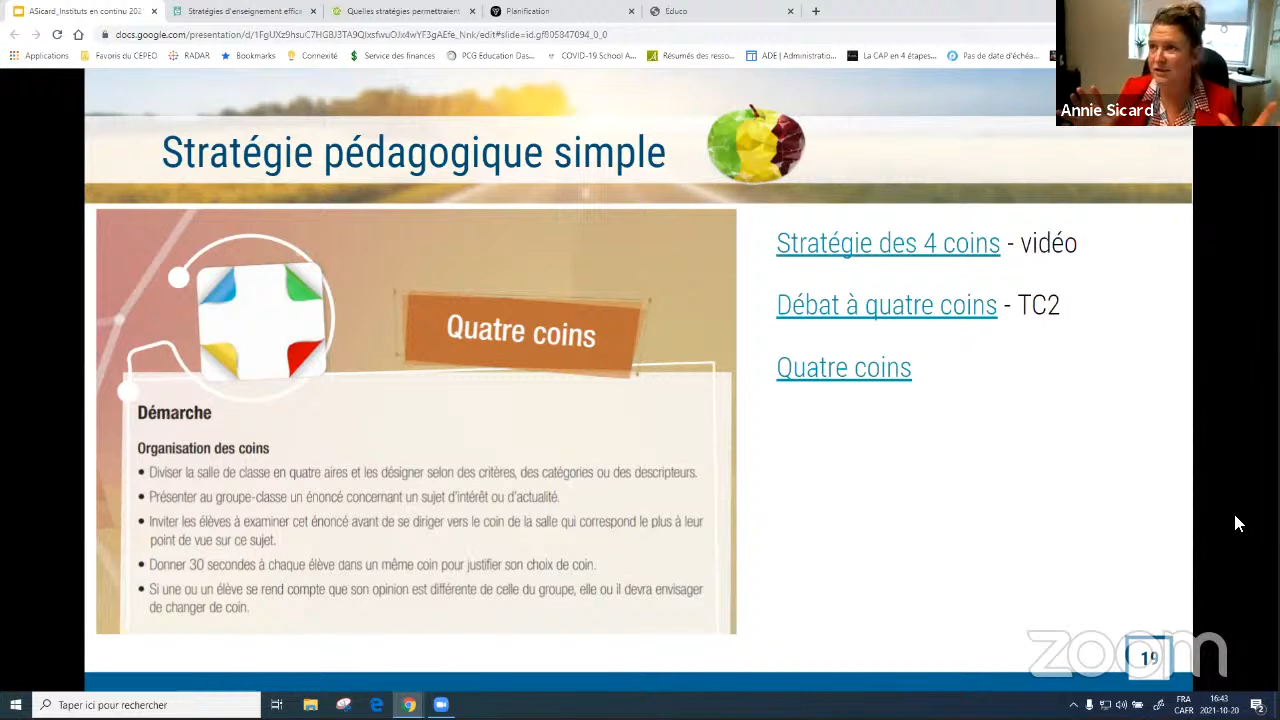 Sicard_Instituts en continu 202
Stratégies d'enseignement effic
Quelles stratégies permettraient
Planification
Educo
docs.google.com/presentation/d/
Applications
Favoris du CEPEO
RADAR
Bookmarks
Connexité
Service des finances
PCG Education Das...
COVID-19 School A...
Résumés des resso...
ADE | Administratio...
La CAP en 4 étapes...
Pas de date d'échéa...
Annie Sicard
Stratégie pédagogique simple
Quatre coins
Démarche
Organisation des coins
• Diviser la salle de classe en quatre aires et les désigner selon des critères, des catégories ou des descripteurs.
• Présenter au groupe-classe un énoncé concernant un sujet d'intérêt ou d'actualité.
• Inviter les élèves à examiner cet énoncé avant de se diriger vers le coin de la salle qui correspond le plus à leur
point de vue sur ce sujet.
• Donner 30 secondes à chaque élève dans un même coin pour justifier son choix de coin.
• Si une ou un élève se rend compte que son opinion est différente de celle du groupe, elle ou il devra envisager
de changer de coin.
Stratégie des 4 coins - vidéo
Débat à quatre coins - TC2
Quatre coins
zoom
19
Taper ici pour rechercher
FRA
CAFR
16:43
2021-10-20